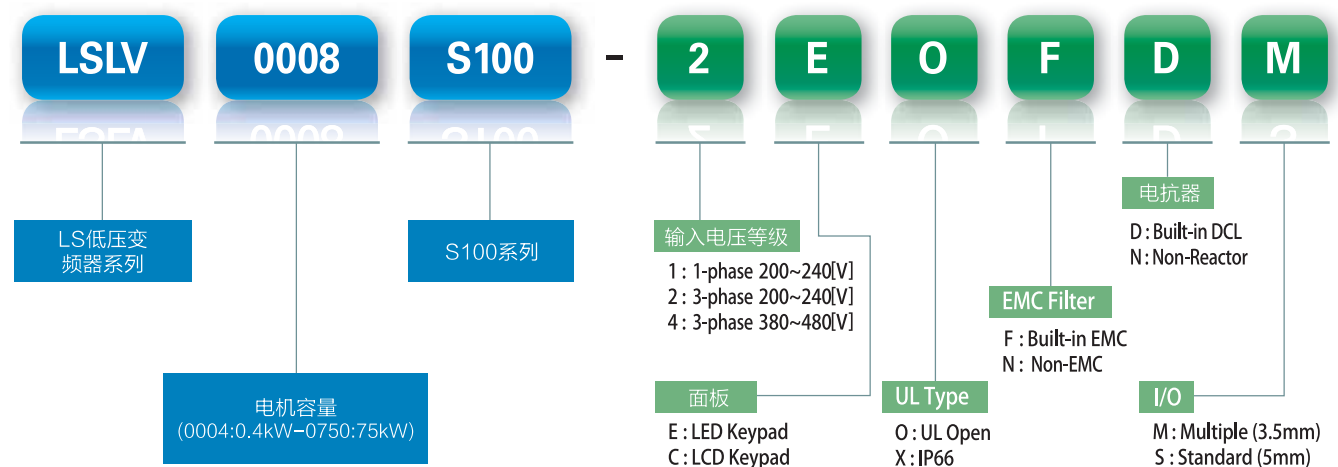 LSLV 0008 S100 - 2 E O F D M
LS低压变
频器系列
电机容量
(0004:0.4kW-0750:75kW)
S100系列
输入电压等级
1 : 1-phase 200~240[V]
2 : 3-phase 200~240[V]
4 : 3-phase 380~480[V]
面板
E : LED Keypad
C : LCD Keypad
UL Type
O : UL Open
X : IP66
EMC Filter
F : Built-in EMC
N : Non-EMC
电抗器
D : Built-in DCL
N : Non-Reactor
I/O
M : Multiple (3.5mm)
S : Standard (5mm)